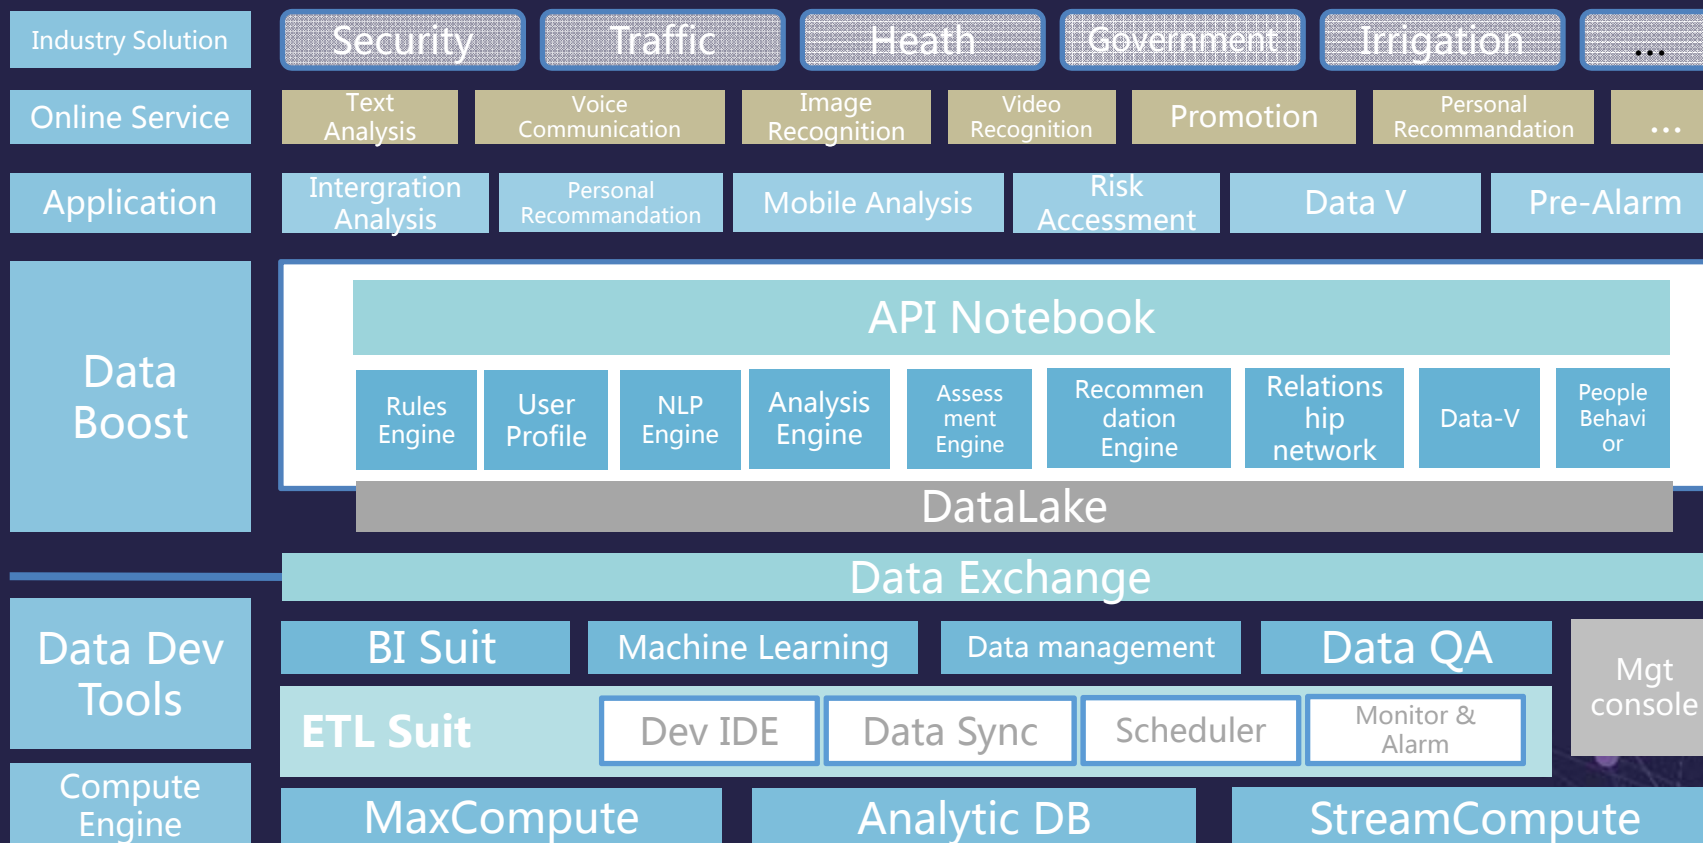 Industry Solution
Security
Traffic
Heath
Government
Irrigation
...
Online Service
Text
Analysis
Voice
Communication
Image
Recognition
Video
Recognition
Promotion
Personal
Recommandation
...
Application
Intergration
Analysis
Personal
Recommandation
Mobile Analysis
Risk
Accessment
Data V
Pre-Alarm
Data
Boost
API Notebook
Rules
Engine
User
Profile
NLP
Engine
Analysis
Engine
Assess
ment
Engine
Recommen
dation
Engine
Relations
hip
network
Data-V
People
Behavi
or
DataLake
Data Exchange
Data Dev
Tools
BI Suit
Machine Learning
Data management
Data QA
Mgt
console
ETL Suit
Dev IDE
Data Sync
Scheduler
Monitor &
Alarm
Compute
Engine
MaxCompute
Analytic DB
StreamCompute